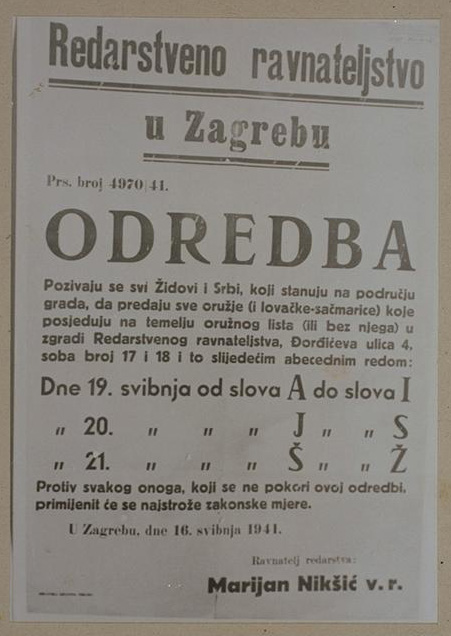 Redarstveno ravnateljstvo
u Zagrebu
Prs. broj 4970/41.
ODREDBA
Pozivaju se svi Židovi i Srbi, koji stanuju na području
grada, da predaju sve oružje (i lovačke-sačmarice) koje
posjeduju na temelju oružnog lista (ili bez njega) u
zgradi Redarstvenog ravnateljstva, Đorđićeva ulica 4,
soba broj 17 i 18 i to slijedećim abecednim redom:
Dne 19. svibnja od slova A do slova I
„ 20. „ „ „ J „ „ S
„ 21. „ „ „ Š „ „ Ž
Protiv svakog onoga, koji se ne pokori ovoj odredbi,
primijenit će se najstrože zakonske mjere.
U Zagrebu, dne 16. svibnja 1941.
Ravnatelj redarstva:
Marijan Nikšić v. r.